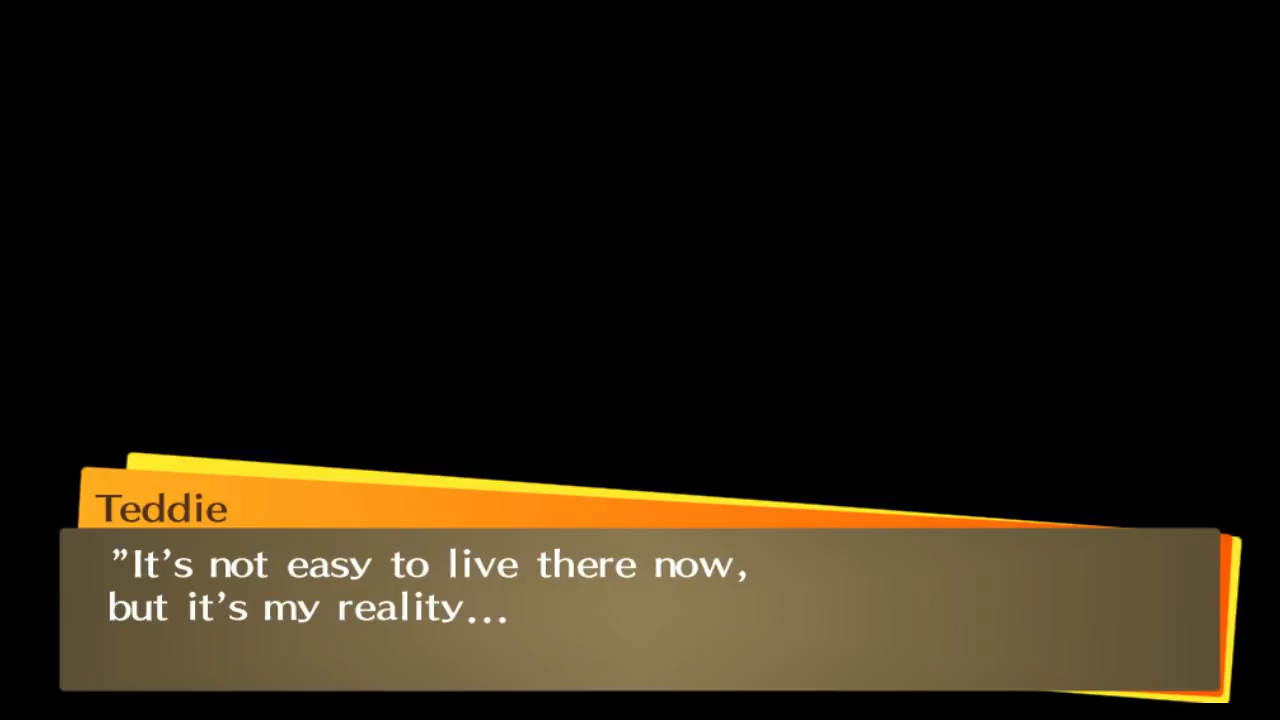 Teddie
”It’s not easy to live there now,
but it’s my reality...